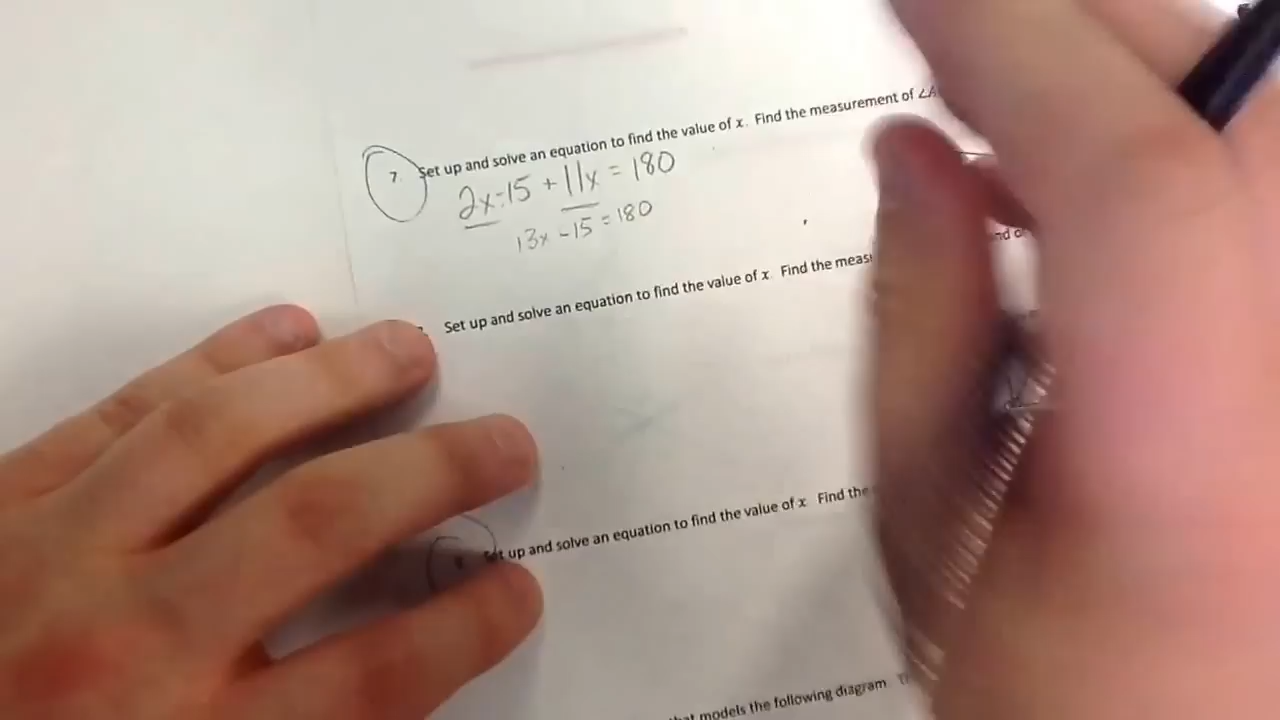 7. Set up and solve an equation to find the value of x. Find the measurement of ∠A
2x-15 + 11x = 180
13x - 15 = 180
Set up and solve an equation to find the value of x. Find the meas
Set up and solve an equation to find the value of x Find the
that models the following diagram